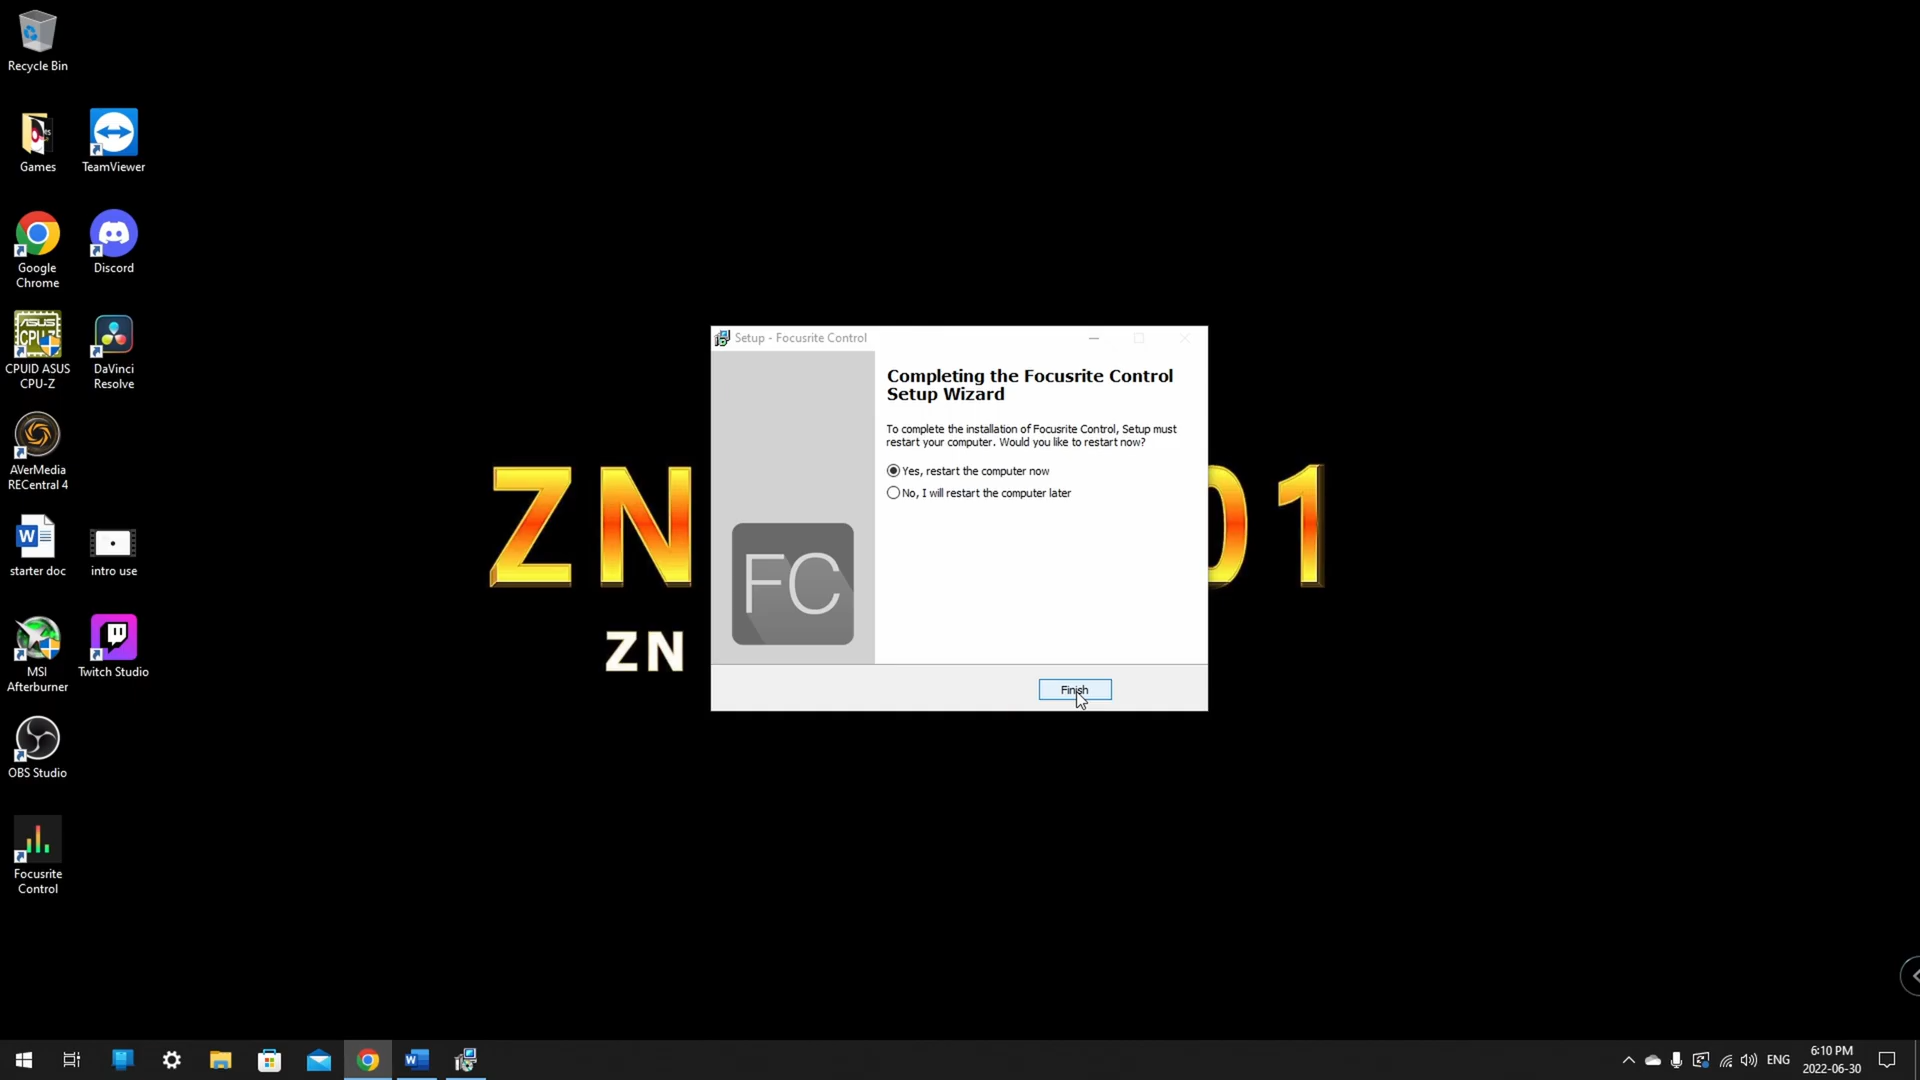 Recycle Bin
Games
TeamViewer
Google
Chrome
Discord
ASUS
CPU
CPUID ASUS
CPU-Z
DaVinci
Resolve
AVerMedia
RECentral 4
W
starter doc
intro use
MSI
Afterburner
Twitch Studio
OBS Studio
Focusrite
Control
ZN
01
ZN
Setup - Focusrite Control
Completing the Focusrite Control
Setup Wizard
To complete the installation of Focusrite Control, Setup must
restart your computer. Would you like to restart now?
Yes, restart the computer now
No, I will restart the computer later
FC
Finish
W
ENG
6:10 PM
2022-06-30